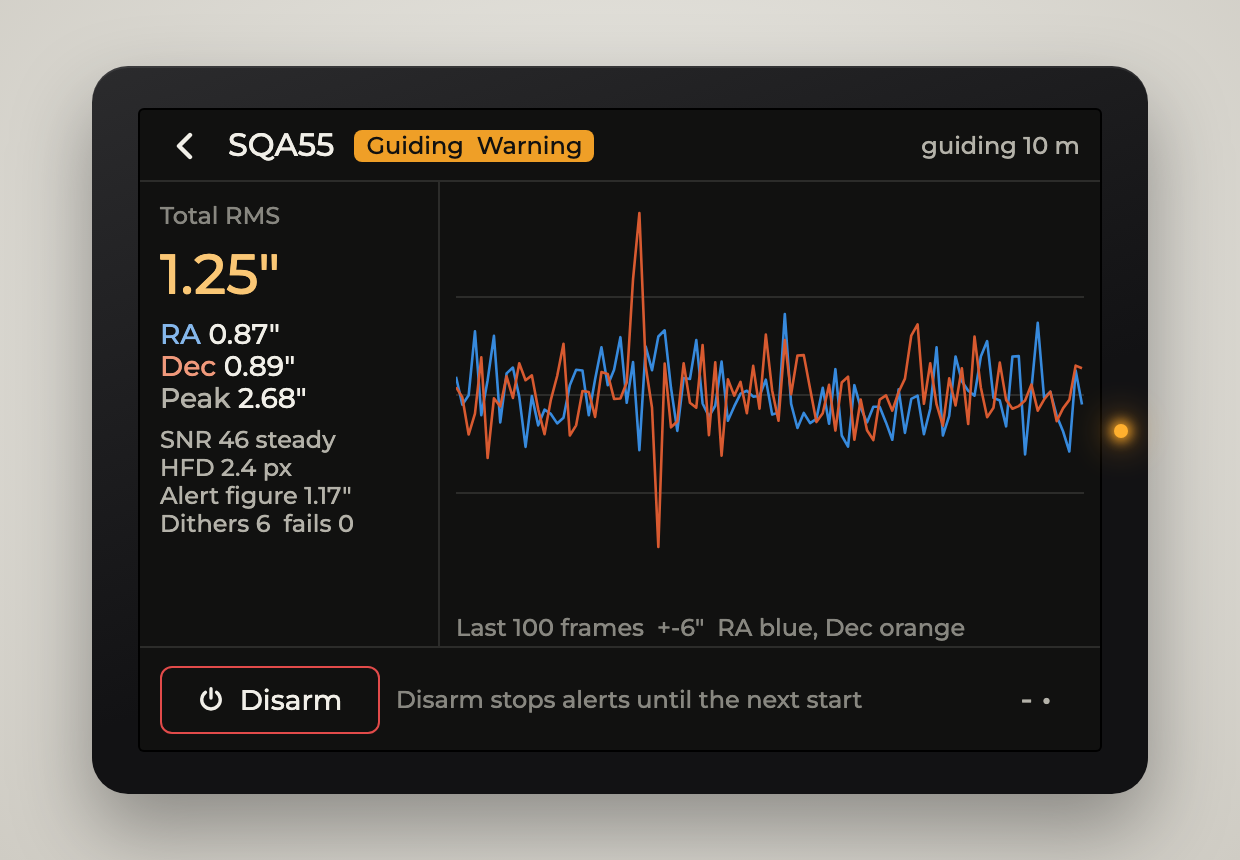 SQA55 Guiding Warning guiding 10 m
Total RMS
1.25"
RA 0.87"
Dec 0.89"
Peak 2.68"
SNR 46 steady
HFD 2.4 px
Alert figure 1.17"
Dithers 6 fails 0
Last 100 frames +-6" RA blue, Dec orange
Disarm Disarm stops alerts until the next start - •